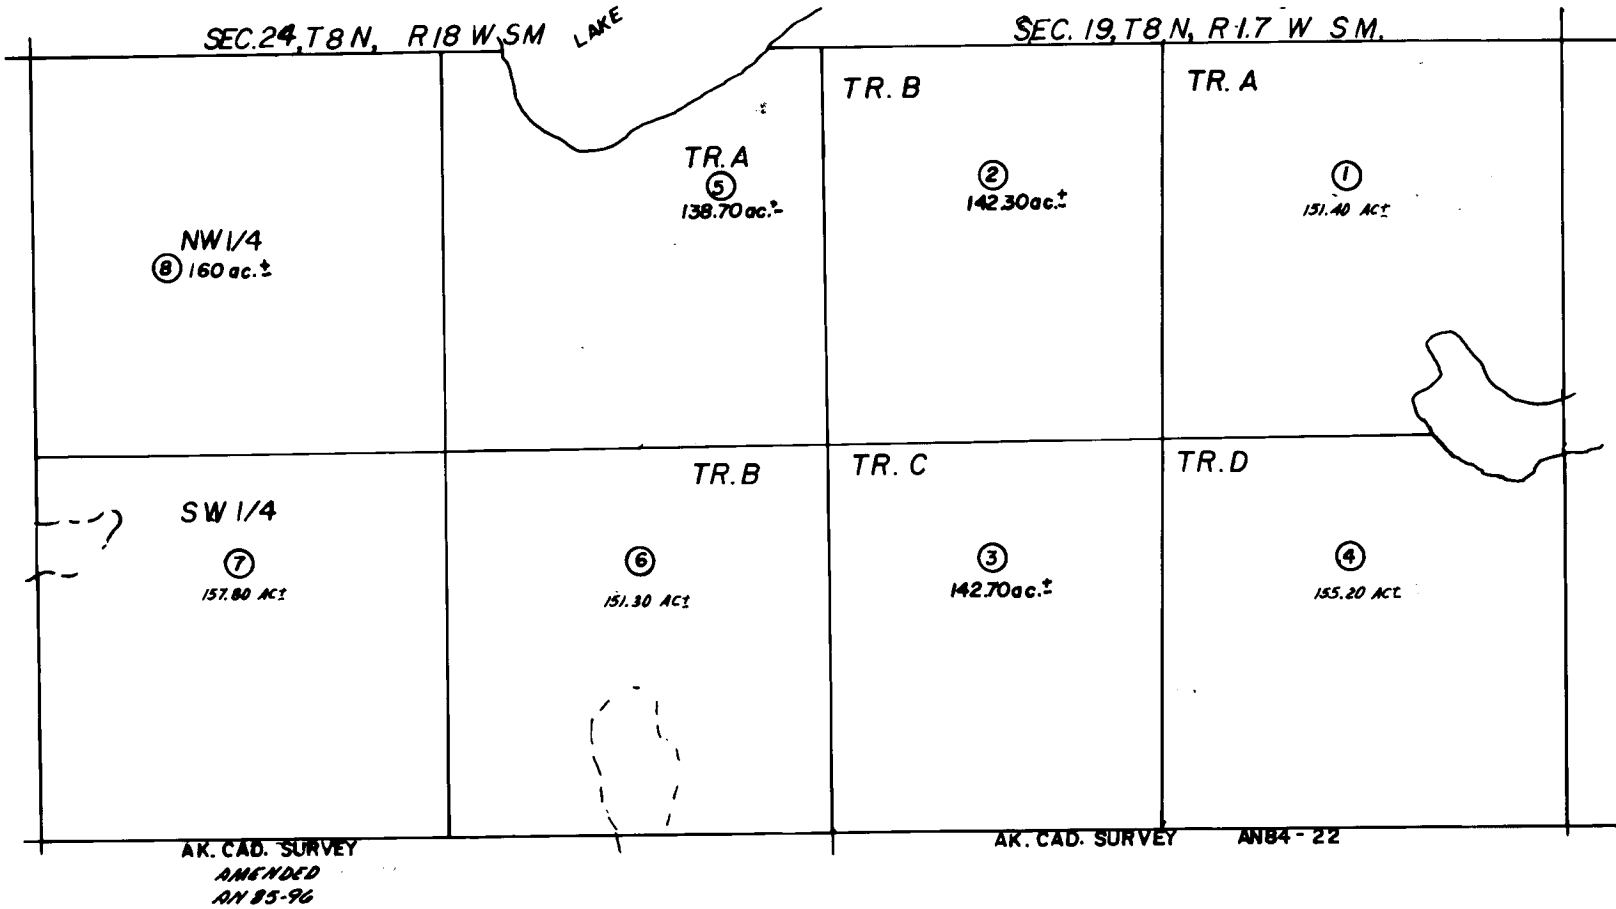 SEC. 24, T8N, R18 W SM
LAKE
SEC. 19, T8 N, R 1.7 W SM.
TR. B
TR. A
TR. A
5
138.70 ac.±
2
142.30 ac.±
1
151.40 AC±
NW 1/4
8 160 ac.±
TR. B
TR. C
TR. D
SW 1/4
7
157.80 AC±
6
151.30 AC±
3
142.70 ac.±
4
155.20 AC±
AK. CAD. SURVEY
AMENDED
AN 85-96
AK. CAD. SURVEY AN84-22